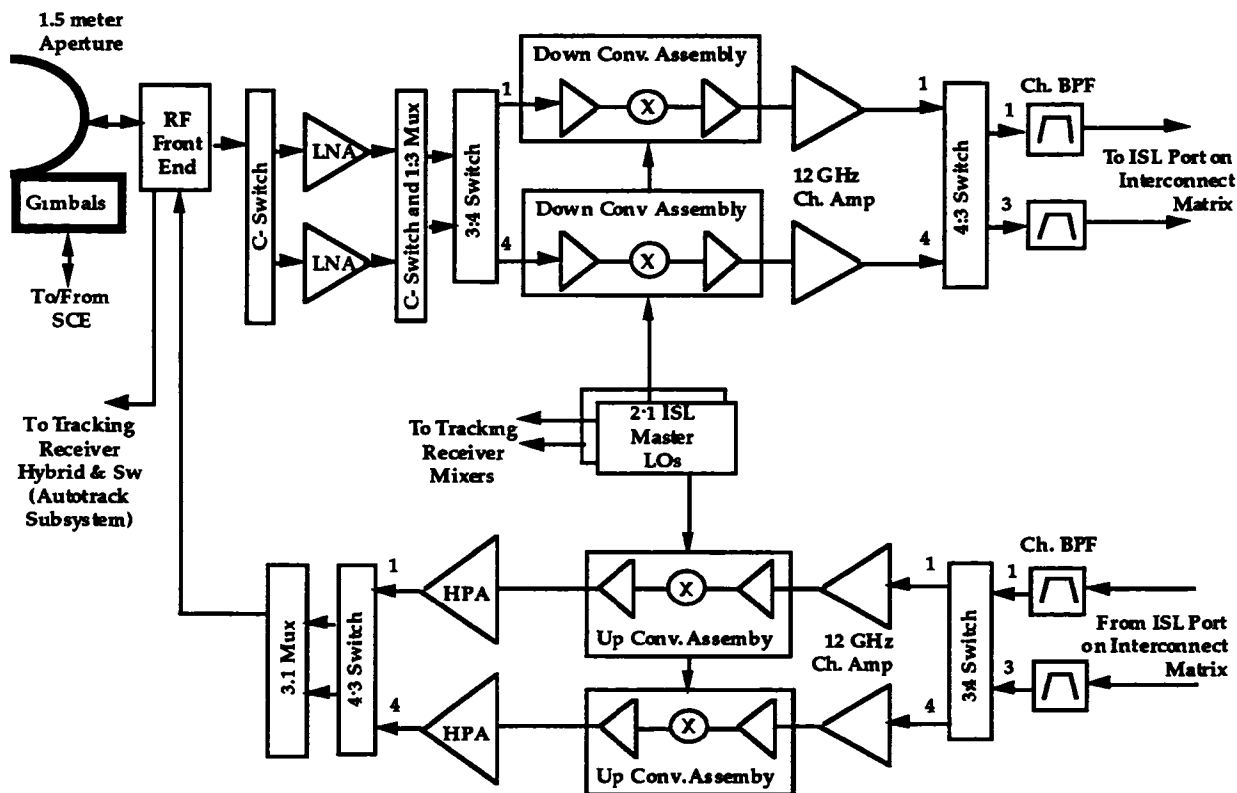 1.5 meter
Aperture
RF
Front
End
Gimbals
To/From
SCE
C- Switch
LNA
LNA
C- Switch and 1:3 Mux
3:4 Switch
1
4
Down Conv. Assembly
X
Down Conv Assembly
X
12 GHz
Ch. Amp
1
4
4:3 Switch
1
3
Ch. BPF
To ISL Port on
Interconnect
Matrix
To Tracking
Receiver
Hybrid & Sw
(Autotrack
Subsystem)
To Tracking
Receiver
Mixers
2·1 ISL
Master
LOs
3.1 Mux
4·3 Switch
1
4
HPA
HPA
X
Up Conv. Assemby
X
Up Conv. Assemby
12 GHz
Ch. Amp
1
4
3:4 Switch
1
3
Ch. BPF
From ISL Port
on Interconnect
Matrix